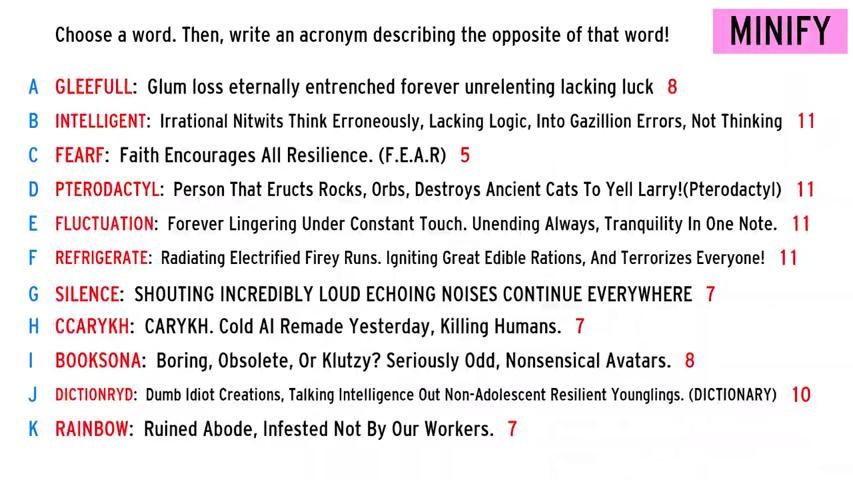 Choose a word. Then, write an acronym describing the opposite of that word!
MINIFY
A GLEEFULL: Glum loss eternally entrenched forever unrelenting lacking luck 8
B INTELLIGENT: Irrational Nitwits Think Erroneously, Lacking Logic, Into Gazillion Errors, Not Thinking 11
C FEARF: Faith Encourages All Resilience. (F.E.A.R) 5
D PTERODACTYL: Person That Eructs Rocks, Orbs, Destroys Ancient Cats To Yell Larry!(Pterodactyl) 11
E FLUCTUATION: Forever Lingering Under Constant Touch. Unending Always, Tranquility In One Note. 11
F REFRIGERATE: Radiating Electrified Firey Runs. Igniting Great Edible Rations, And Terrorizes Everyone! 11
G SILENCE: SHOUTING INCREDIBLY LOUD ECHOING NOISES CONTINUE EVERYWHERE 7
H CCARYKH: CARYKH. Cold AI Remade Yesterday, Killing Humans. 7
I BOOKSONA: Boring, Obsolete, Or Klutzy? Seriously Odd, Nonsensical Avatars. 8
J DICTIONRYD: Dumb Idiot Creations, Talking Intelligence Out Non-Adolescent Resilient Younglings. (DICTIONARY) 10
K RAINBOW: Ruined Abode, Infested Not By Our Workers. 7